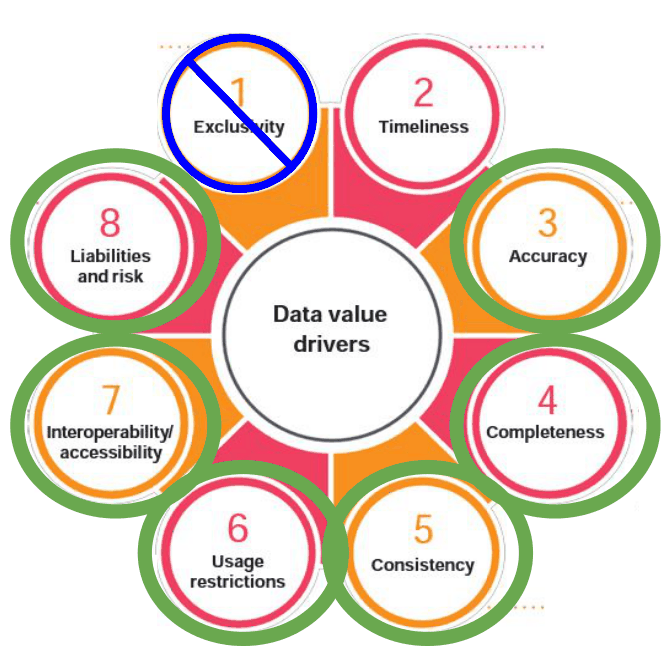 1
Exclusivity
2
Timeliness
3
Accuracy
4
Completeness
5
Consistency
6
Usage
restrictions
7
Interoperability/
accessibility
8
Liabilities
and risk
Data value
drivers